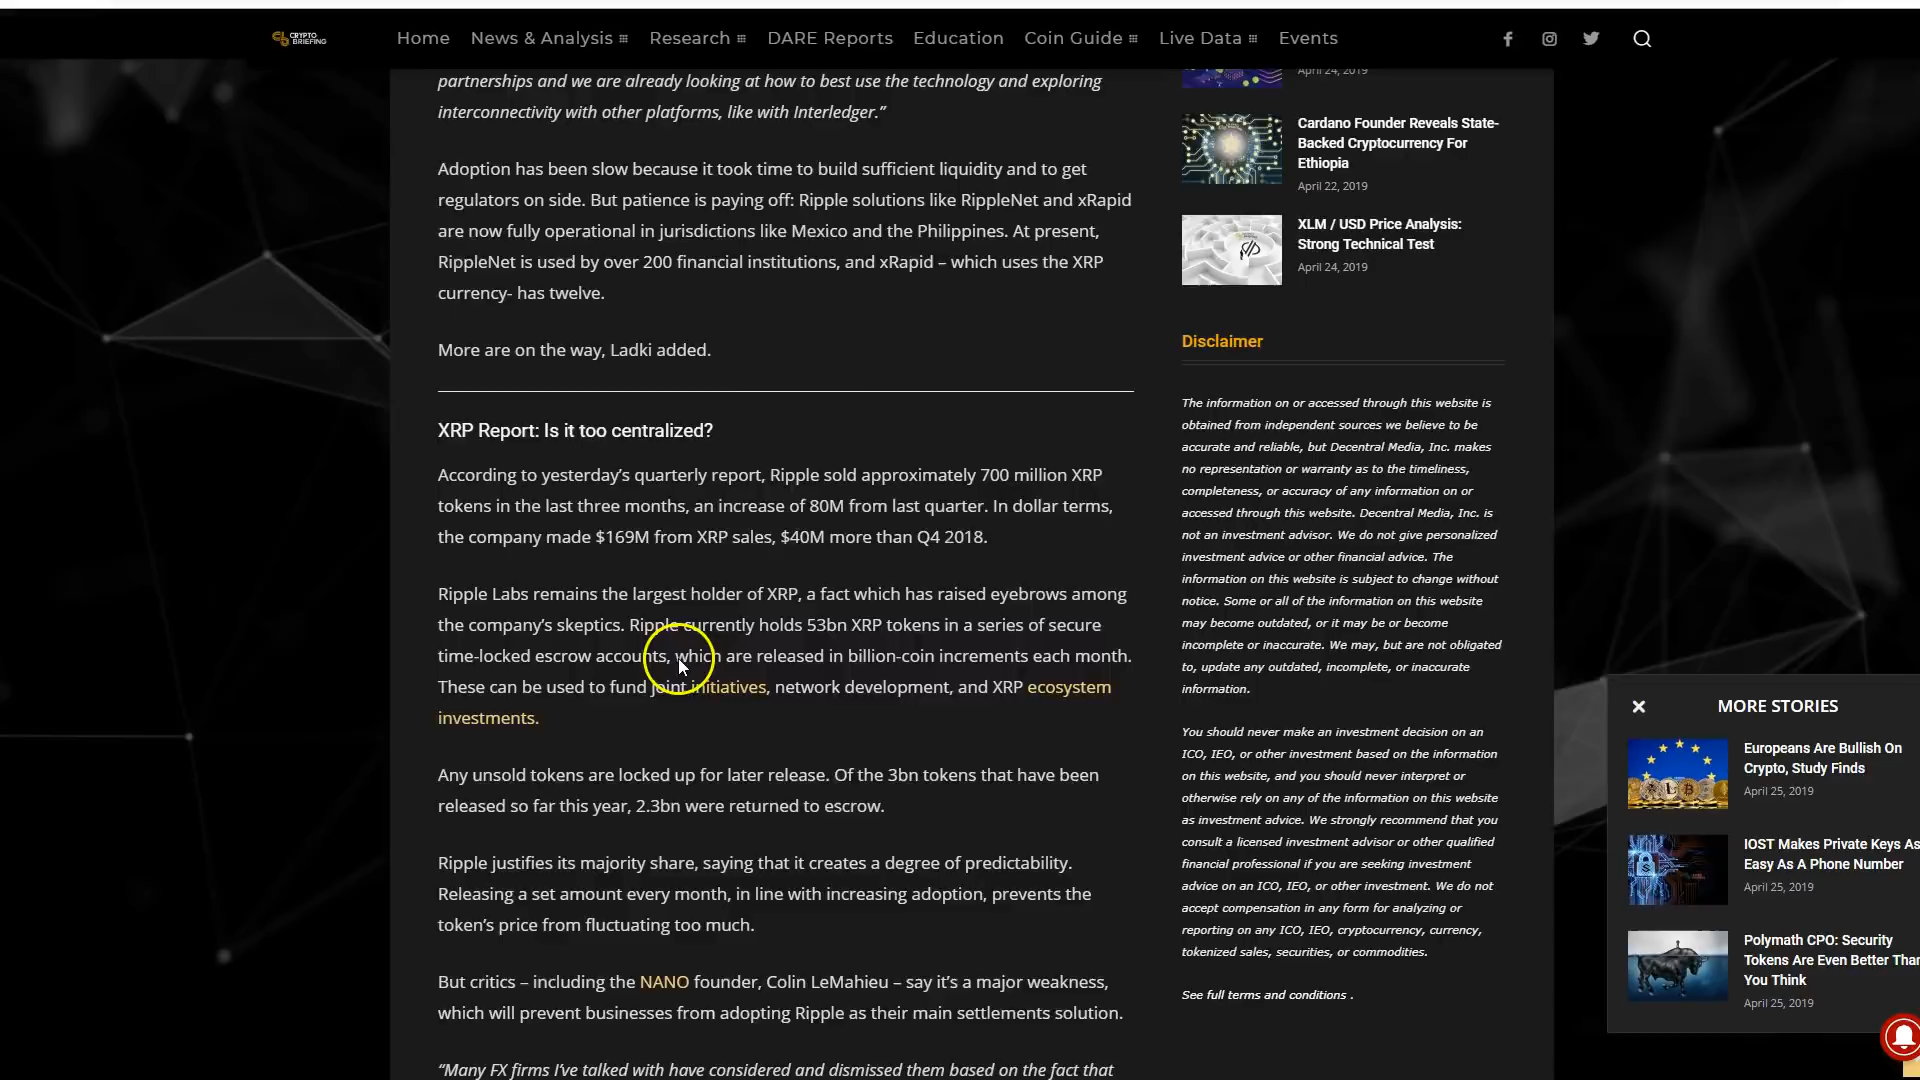 CRYPTO
BRIEFING
Home News & Analysis Research DARE Reports Education Coin Guide Live Data Events
partnerships and we are already looking at how to best use the technology and exploring
interconnectivity with other platforms, like with Interledger.”
Adoption has been slow because it took time to build sufficient liquidity and to get
regulators on side. But patience is paying off: Ripple solutions like RippleNet and xRapid
are now fully operational in jurisdictions like Mexico and the Philippines. At present,
RippleNet is used by over 200 financial institutions, and xRapid – which uses the XRP
currency- has twelve.
More are on the way, Ladki added.
XRP Report: Is it too centralized?
According to yesterday’s quarterly report, Ripple sold approximately 700 million XRP
tokens in the last three months, an increase of 80M from last quarter. In dollar terms,
the company made $169M from XRP sales, $40M more than Q4 2018.
Ripple Labs remains the largest holder of XRP, a fact which has raised eyebrows among
the company’s skeptics. Ripple currently holds 53bn XRP tokens in a series of secure
time-locked escrow accounts, which are released in billion-coin increments each month.
These can be used to fund joint initiatives, network development, and XRP ecosystem
investments.
Any unsold tokens are locked up for later release. Of the 3bn tokens that have been
released so far this year, 2.3bn were returned to escrow.
Ripple justifies its majority share, saying that it creates a degree of predictability.
Releasing a set amount every month, in line with increasing adoption, prevents the
token’s price from fluctuating too much.
But critics – including the NANO founder, Colin LeMahieu – say it’s a major weakness,
which will prevent businesses from adopting Ripple as their main settlements solution.
“Many FX firms I’ve talked with have considered and dismissed them based on the fact that
April 24, 2019
Cardano Founder Reveals State-
Backed Cryptocurrency For
Ethiopia
April 22, 2019
XLM / USD Price Analysis:
Strong Technical Test
April 24, 2019
Disclaimer
The information on or accessed through this website is
obtained from independent sources we believe to be
accurate and reliable, but Decentral Media, Inc. makes
no representation or warranty as to the timeliness,
completeness, or accuracy of any information on or
accessed through this website. Decentral Media, Inc. is
not an investment advisor. We do not give personalized
investment advice or other financial advice. The
information on this website is subject to change without
notice. Some or all of the information on this website
may become outdated, or it may be or become
incomplete or inaccurate. We may, but are not obligated
to, update any outdated, incomplete, or inaccurate
information.
You should never make an investment decision on an
ICO, IEO, or other investment based on the information
on this website, and you should never interpret or
otherwise rely on any of the information on this website
as investment advice. We strongly recommend that you
consult a licensed investment advisor or other qualified
financial professional if you are seeking investment
advice on an ICO, IEO, or other investment. We do not
accept compensation in any form for analyzing or
reporting on any ICO, IEO, cryptocurrency, currency,
tokenized sales, securities, or commodities.
See full terms and conditions .
MORE STORIES
Europeans Are Bullish On
Crypto, Study Finds
April 25, 2019
IOST Makes Private Keys As
Easy As A Phone Number
April 25, 2019
Polymath CPO: Security
Tokens Are Even Better Than
You Think
April 25, 2019